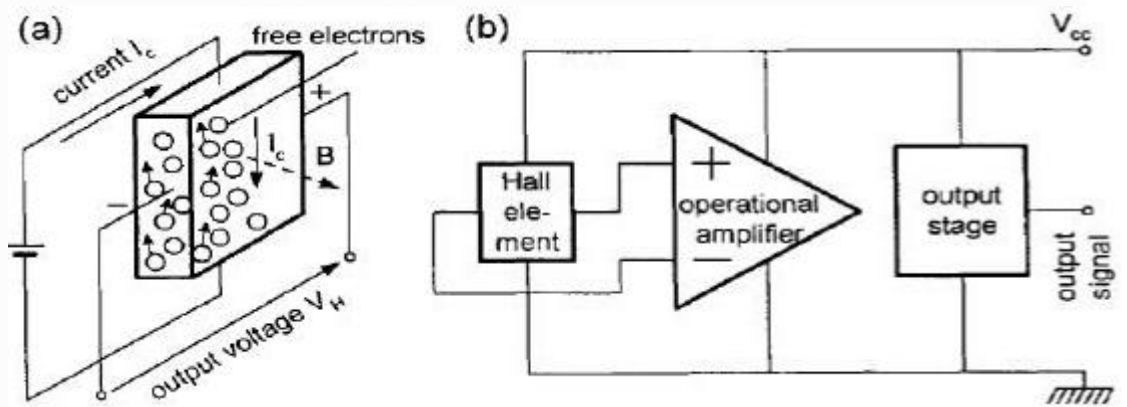 (a)
free electrons
current I_c
+
I_c
B
−
output voltage V_H
(b)
V_cc
Hall
ele-
ment
+
operational
amplifier
−
output
stage
output
signal